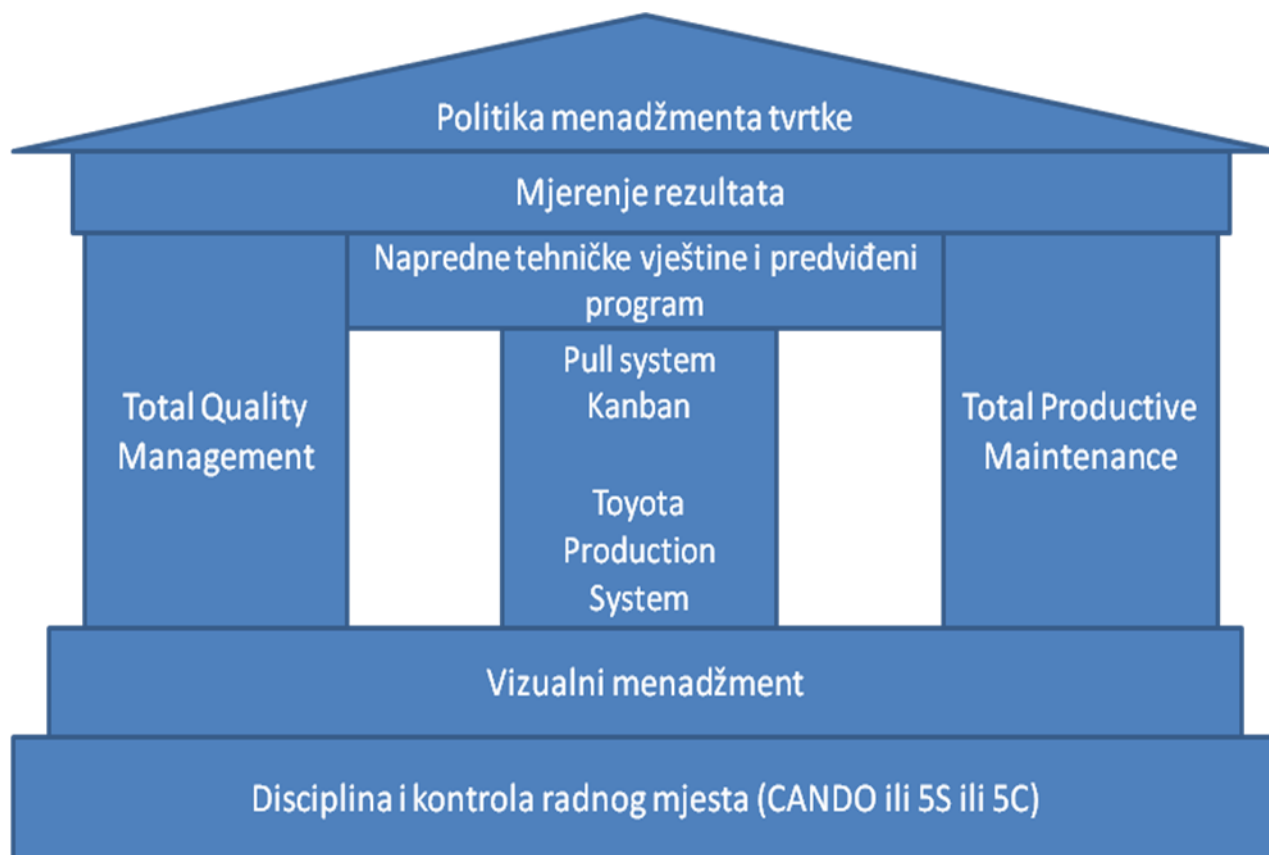 Politika menadžmenta tvrtke
Mjerenje rezultata
Napredne tehničke vještine i predviđeni
program
Total Quality
Management
Pull system
Kanban
Toyota
Production
System
Total Productive
Maintenance
Vizualni menadžment
Disciplina i kontrola radnog mjesta (CANDO ili 5S ili 5C)